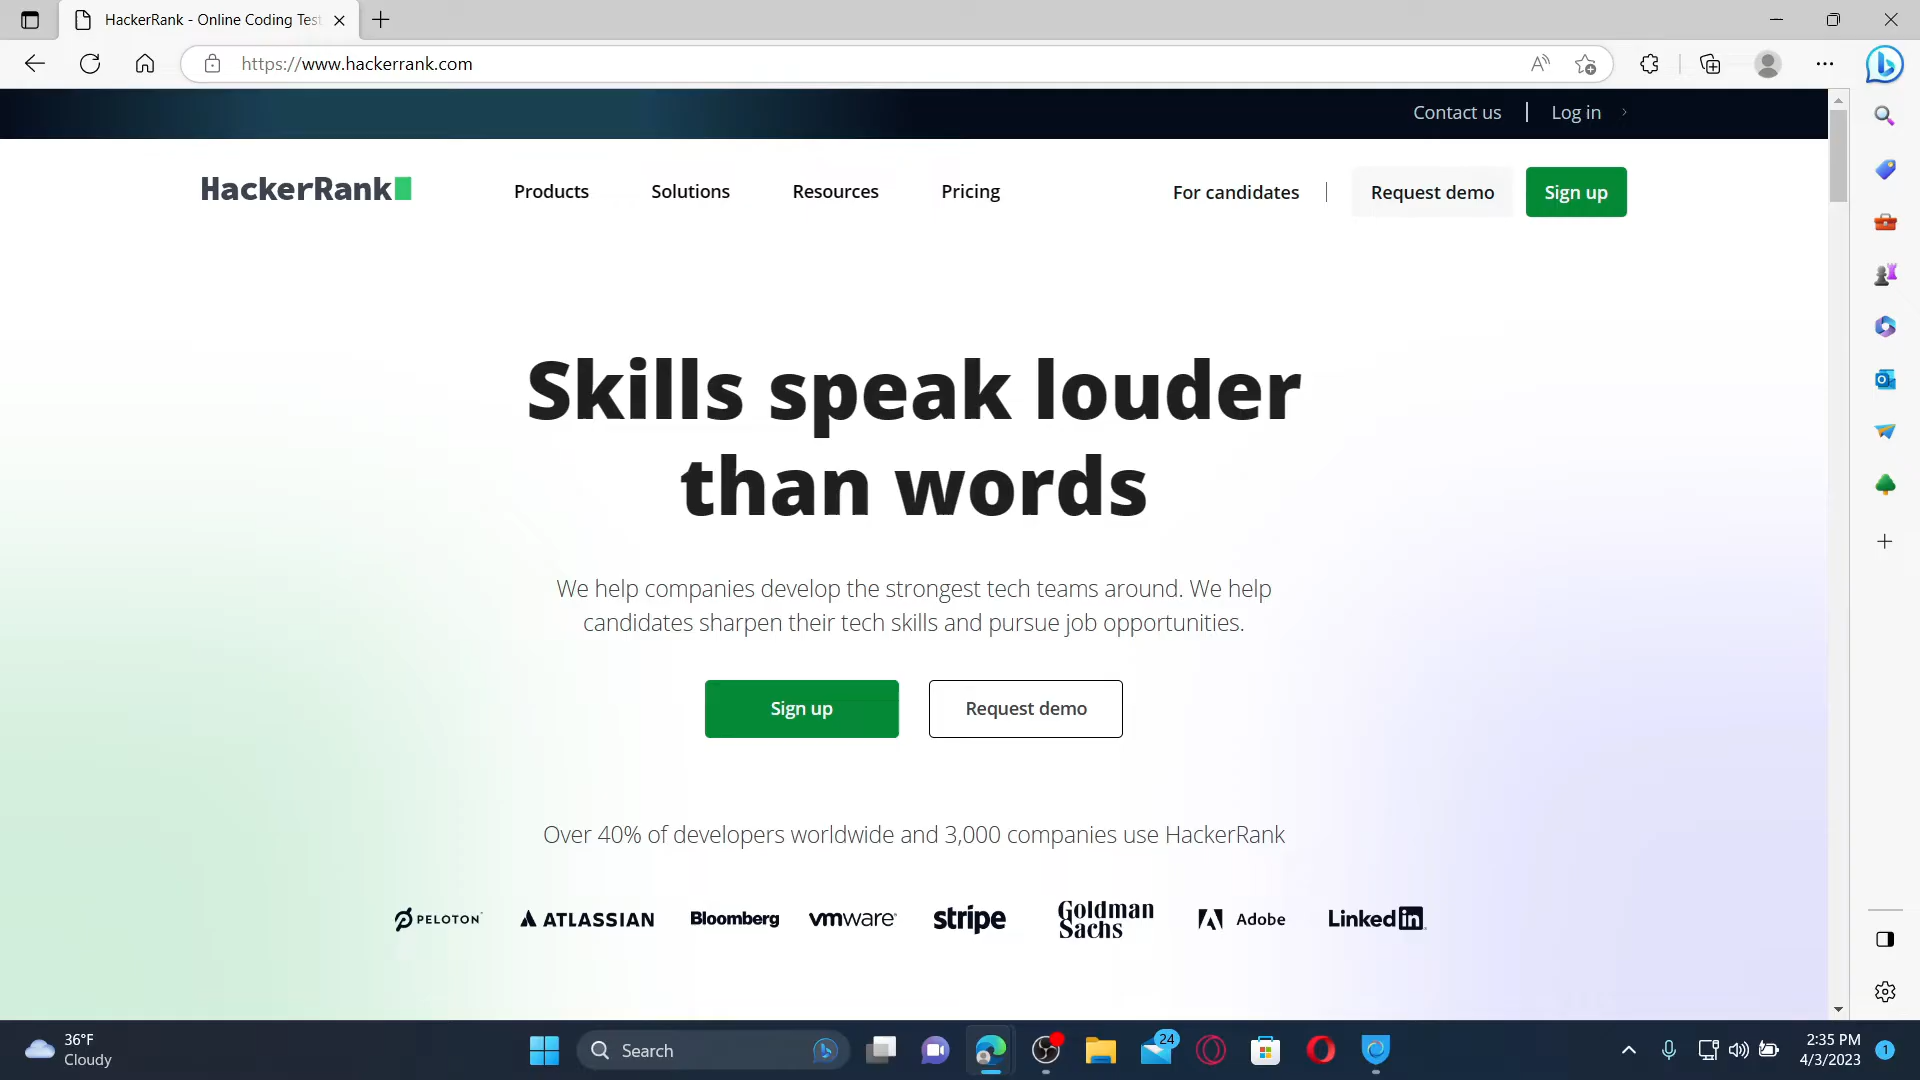 HackerRank - Online Coding Test
https://www.hackerrank.com
Contact us
Log in
HackerRank
Products
Solutions
Resources
Pricing
For candidates
Request demo
Sign up
Skills speak louder
than words
We help companies develop the strongest tech teams around. We help
candidates sharpen their tech skills and pursue job opportunities.
Sign up
Request demo
Over 40% of developers worldwide and 3,000 companies use HackerRank
PELOTON
ATLASSIAN
Bloomberg
vmware
stripe
Goldman
Sachs
Adobe
LinkedIn
36°F
Cloudy
Search
24
2:35 PM
4/3/2023
1